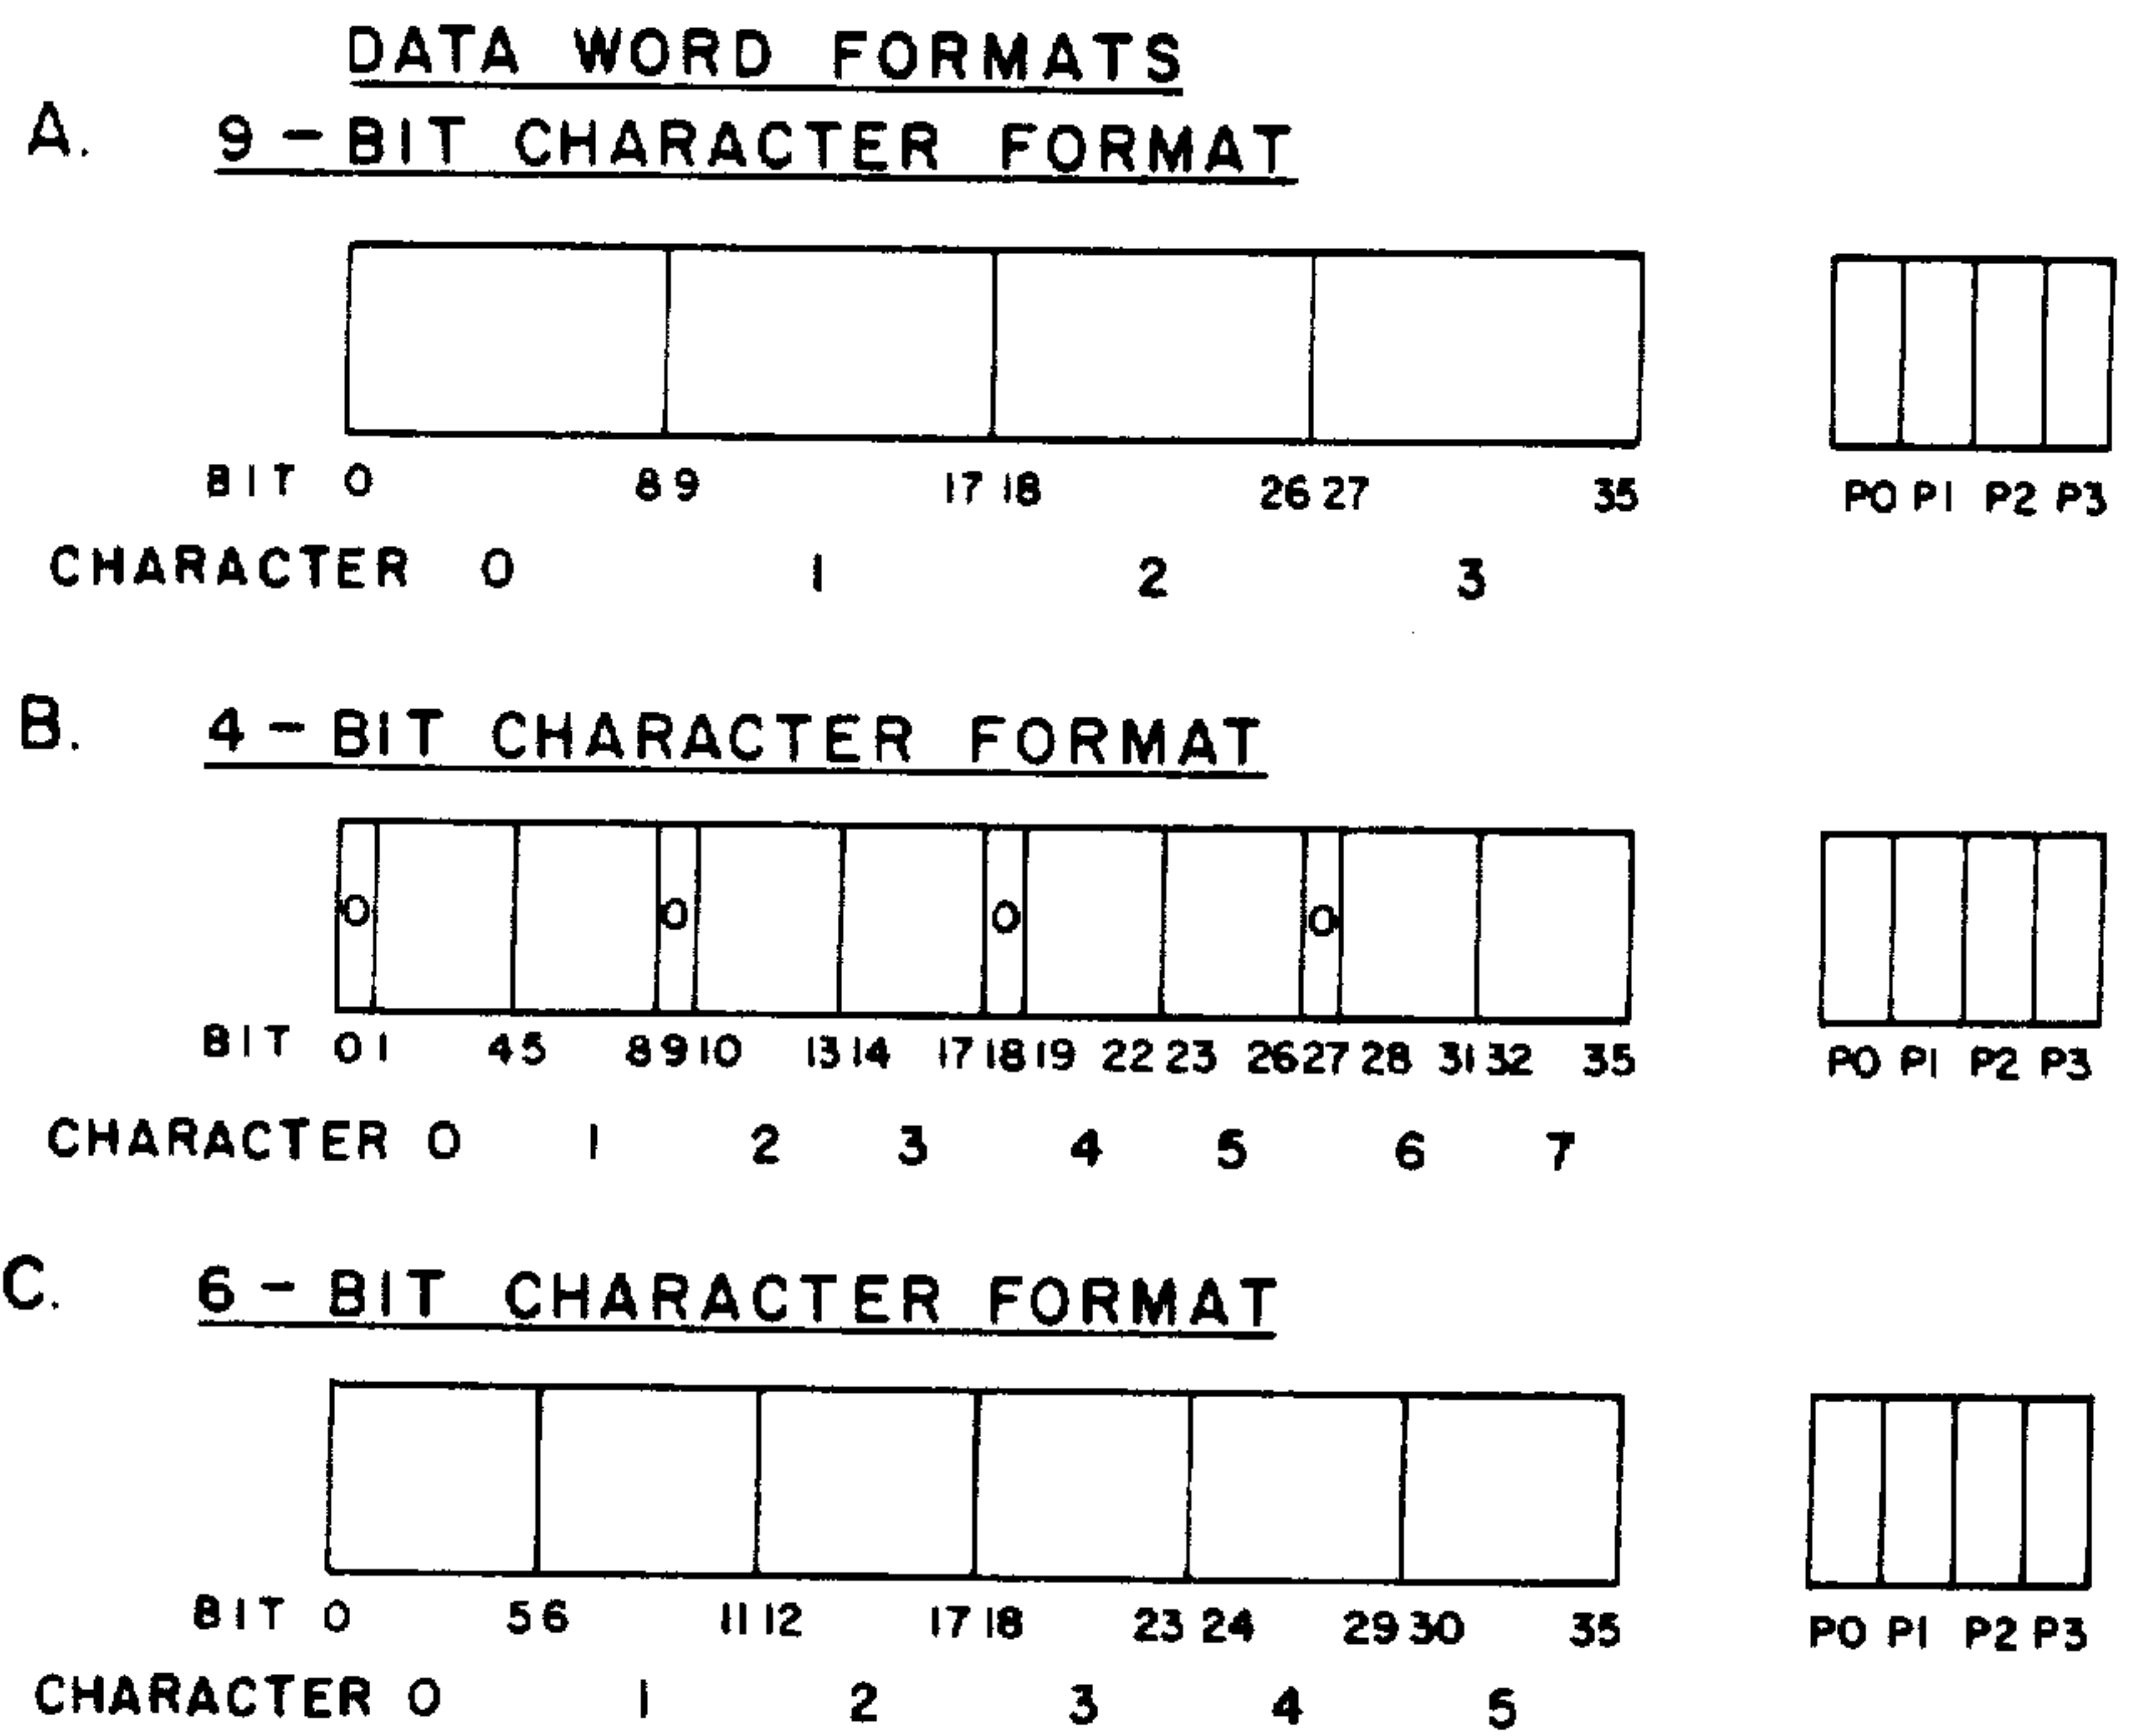 DATA WORD FORMATS
A. 9-BIT CHARACTER FORMAT
BIT 0 8 9 17 18 26 27 35 P0 P1 P2 P3
CHARACTER 0 1 2 3
B. 4-BIT CHARACTER FORMAT
0 0 0 0
BIT 0 1 4 5 8 9 10 13 14 17 18 19 22 23 26 27 28 31 32 35 P0 P1 P2 P3
CHARACTER 0 1 2 3 4 5 6 7
C. 6-BIT CHARACTER FORMAT
BIT 0 5 6 11 12 17 18 23 24 29 30 35 P0 P1 P2 P3
CHARACTER 0 1 2 3 4 5